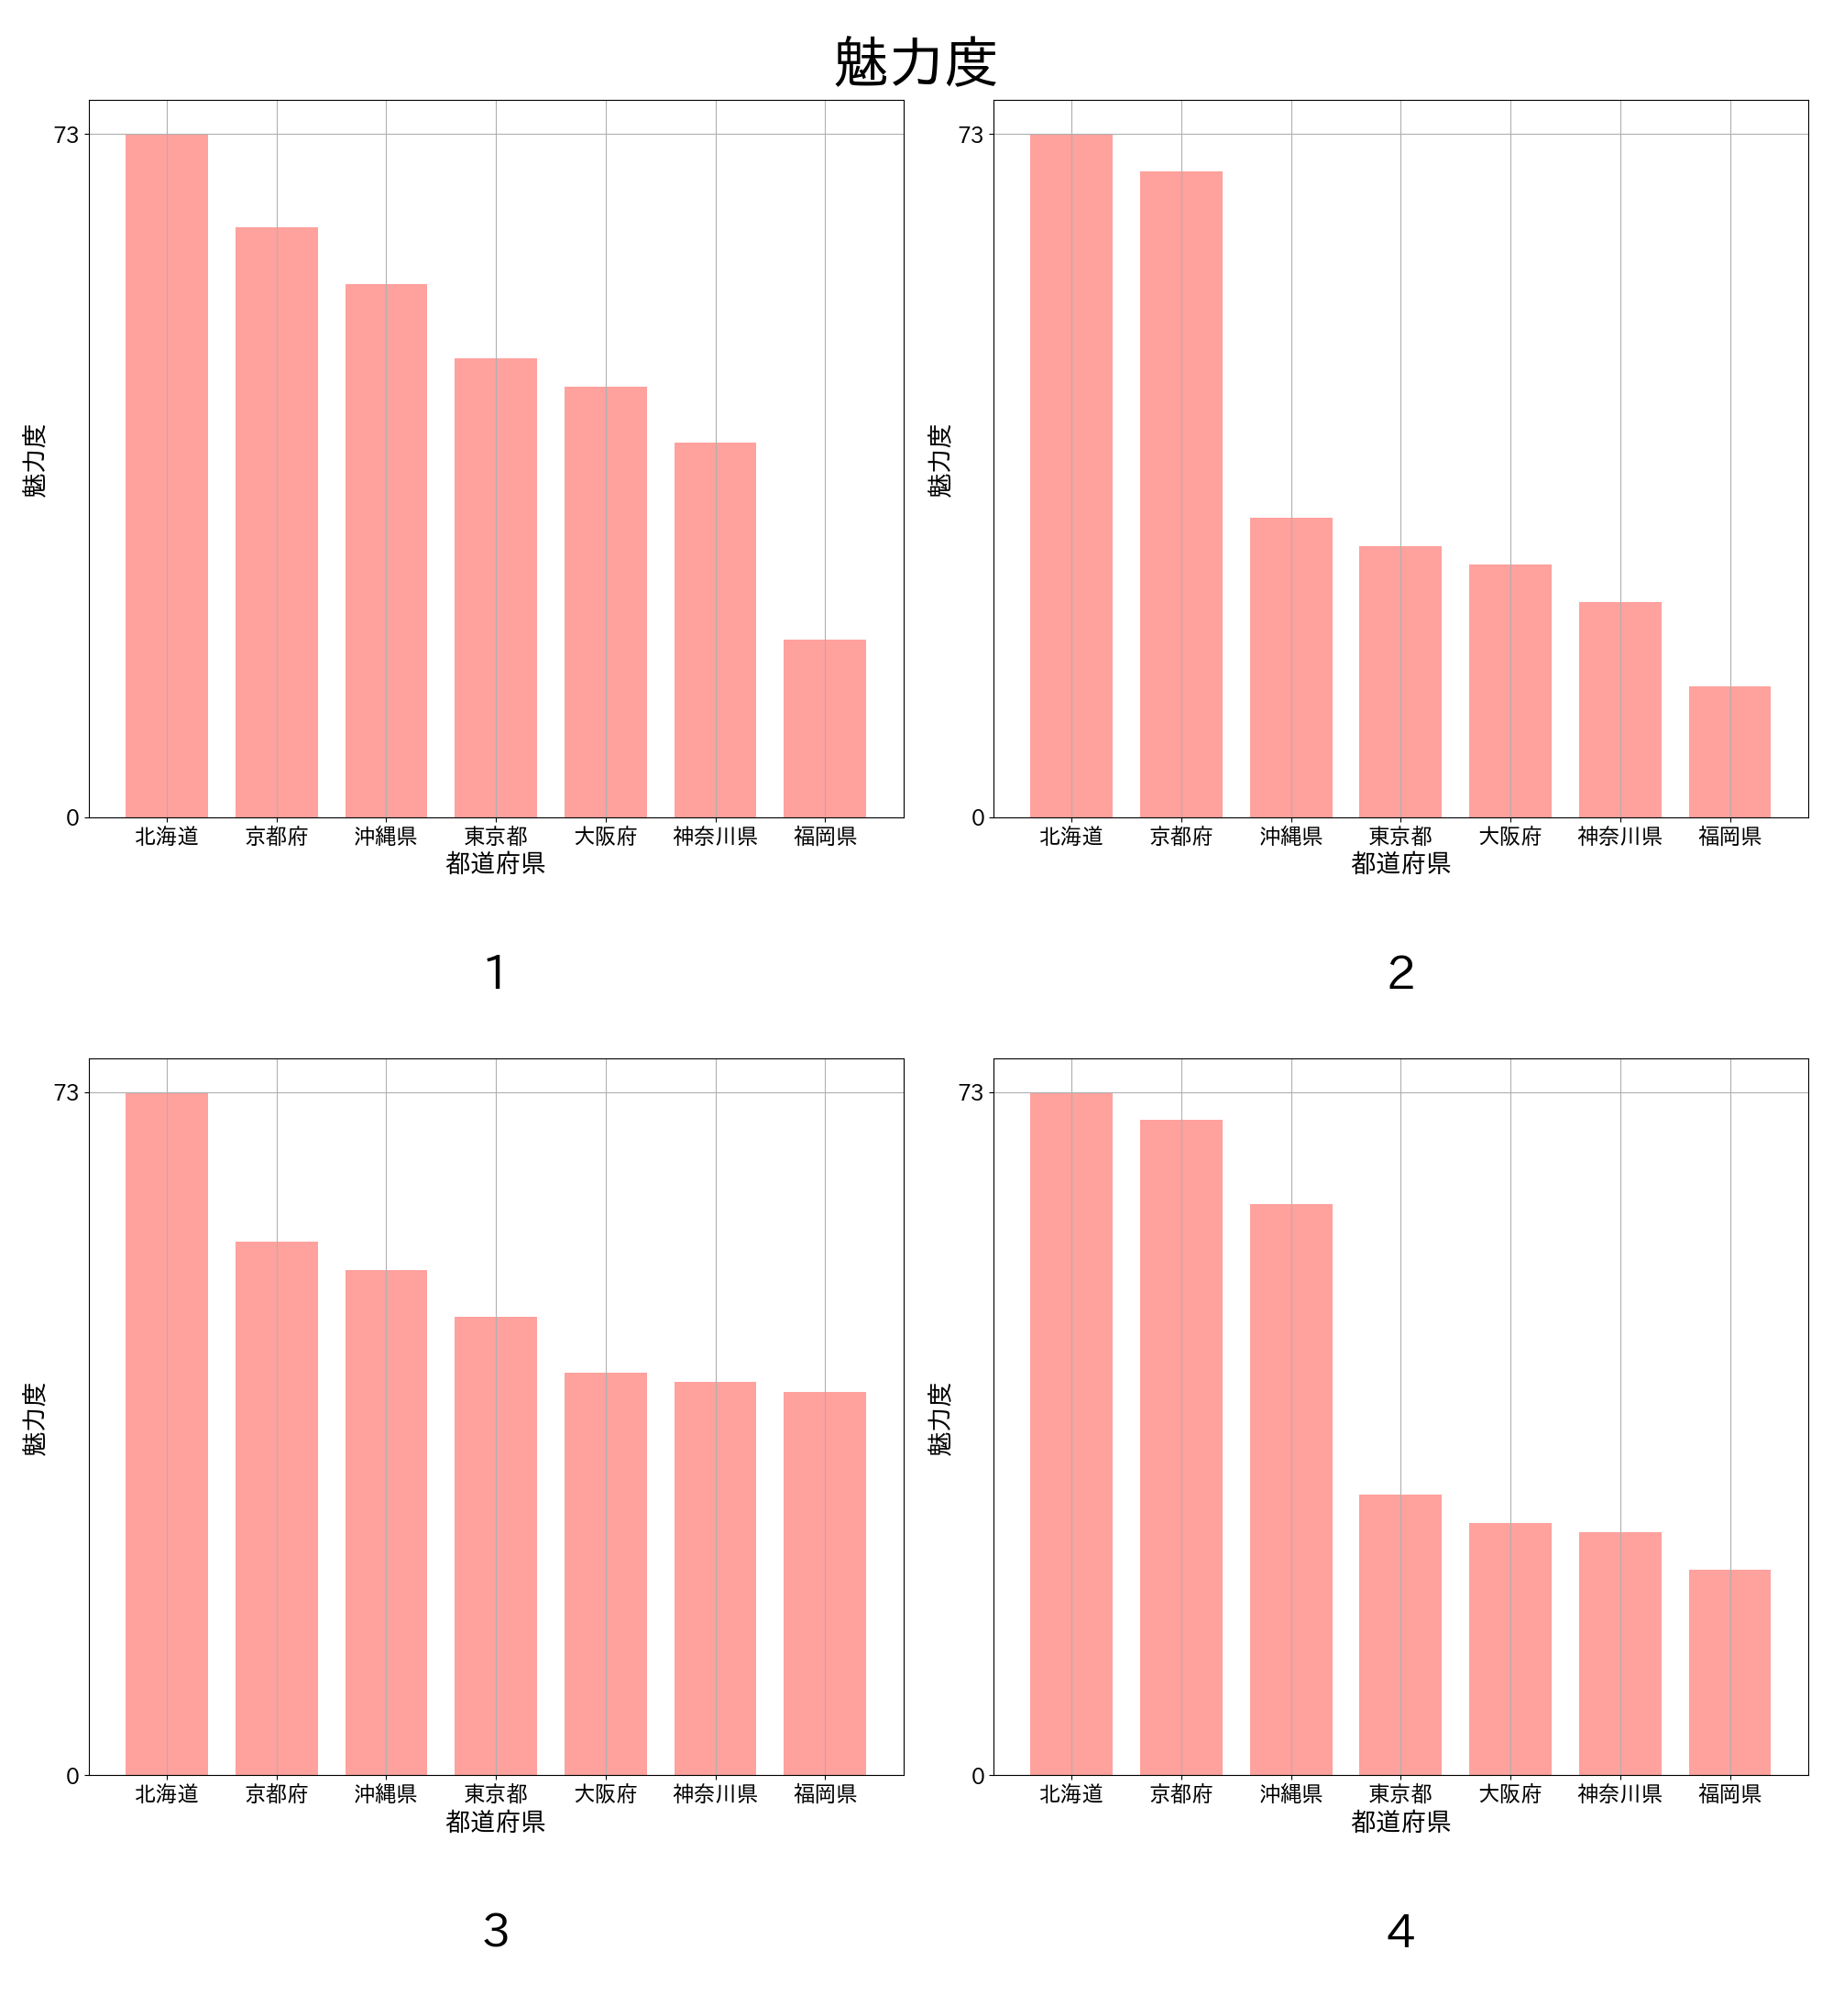 魅力度
73
0
魅力度
北海道 京都府 沖縄県 東京都 大阪府 神奈川県 福岡県
都道府県
1
73
0
魅力度
北海道 京都府 沖縄県 東京都 大阪府 神奈川県 福岡県
都道府県
2
73
0
魅力度
北海道 京都府 沖縄県 東京都 大阪府 神奈川県 福岡県
都道府県
3
73
0
魅力度
北海道 京都府 沖縄県 東京都 大阪府 神奈川県 福岡県
都道府県
4